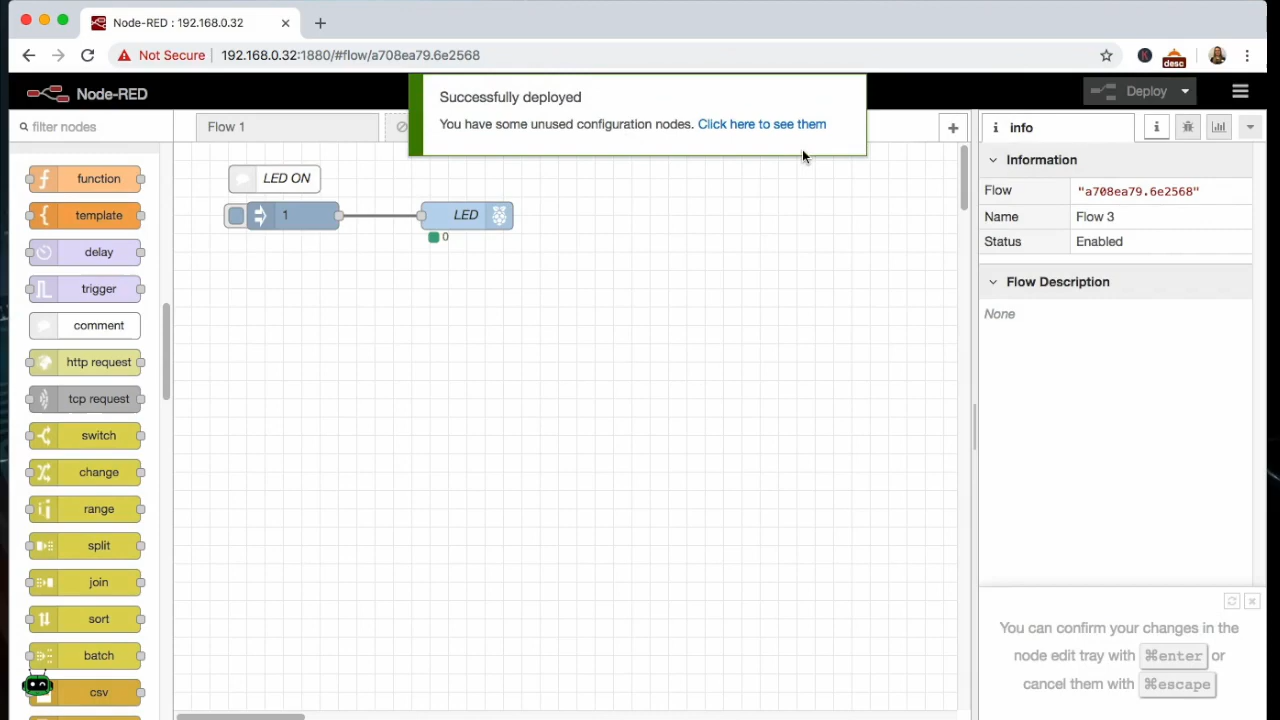 Node-RED : 192.168.0.32
Not Secure
192.168.0.32:1880/#flow/a708ea79.6e2568
desc
Node-RED
Successfully deployed
You have some unused configuration nodes. Click here to see them
Deploy
filter nodes
Flow 1
i info
i
function
template
delay
trigger
comment
http request
tcp request
switch
change
range
split
join
sort
batch
csv
LED ON
1
LED
0
Information
Flow "a708ea79.6e2568"
Name Flow 3
Status Enabled
Flow Description
None
You can confirm your changes in the
node edit tray with ⌘enter or
cancel them with ⌘escape